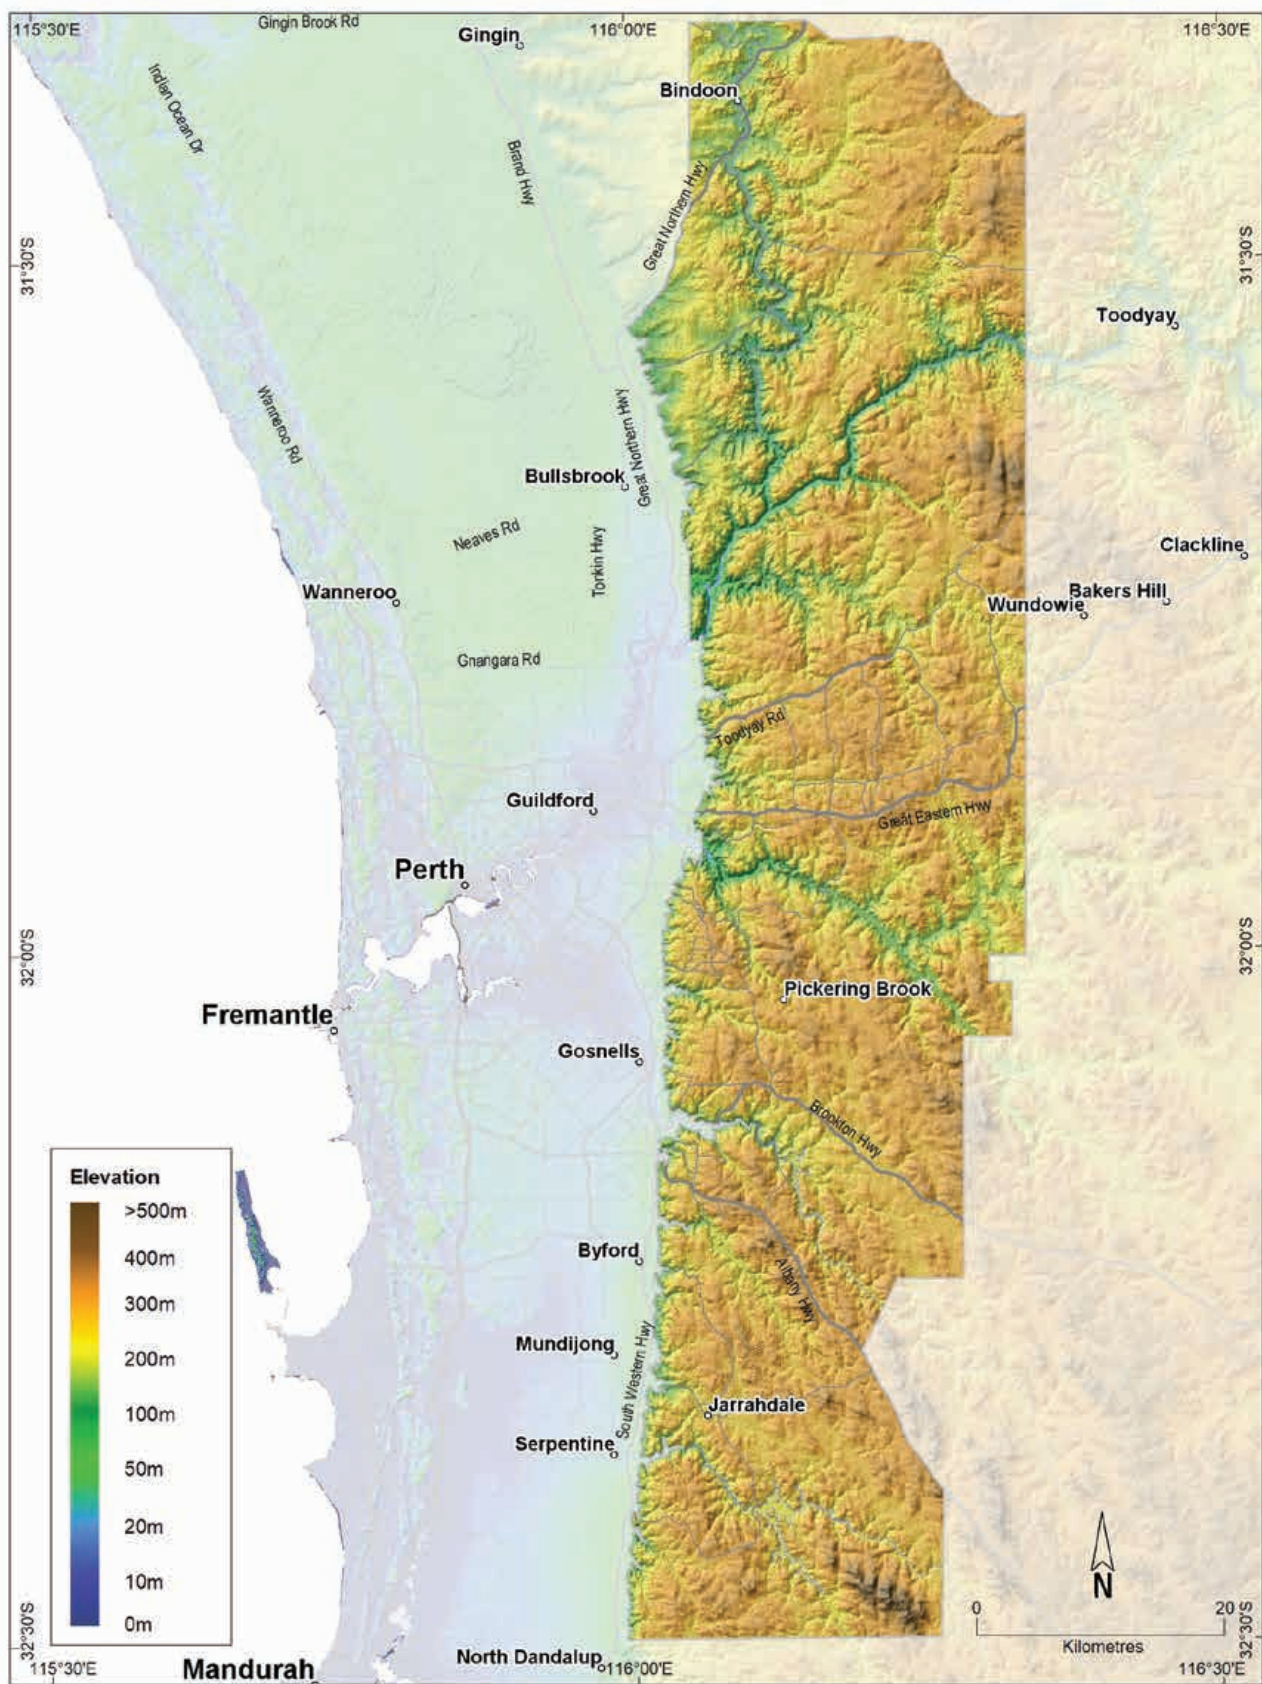 115°30'E
Gingin Brook Rd
Gingin
116°00'E
116°30'E
Indian Ocean Dr
Bindoon
Brand Hwy
Great Northern Hwy
31°30'S
31°30'S
Toodyay
Wanneroo Rd
Great Northern Hwy
Bullsbrook
Neaves Rd
Tonkin Hwy
Clackline
Wanneroo
Bakers Hill
Wundowie
Gnangara Rd
Toodyay Rd
Guildford
Great Eastern Hwy
Perth
32°00'S
32°00'S
Pickering Brook
Fremantle
Gosnells
Brookton Hwy
Elevation
>500m
400m
300m
200m
100m
50m
20m
10m
0m
Byford
Albany Hwy
Mundijong
South Western Hwy
Jarrahdale
Serpentine
N
0
20
Kilometres
32°30'S
32°30'S
North Dandalup
Mandurah
115°30'E
116°00'E
116°30'E